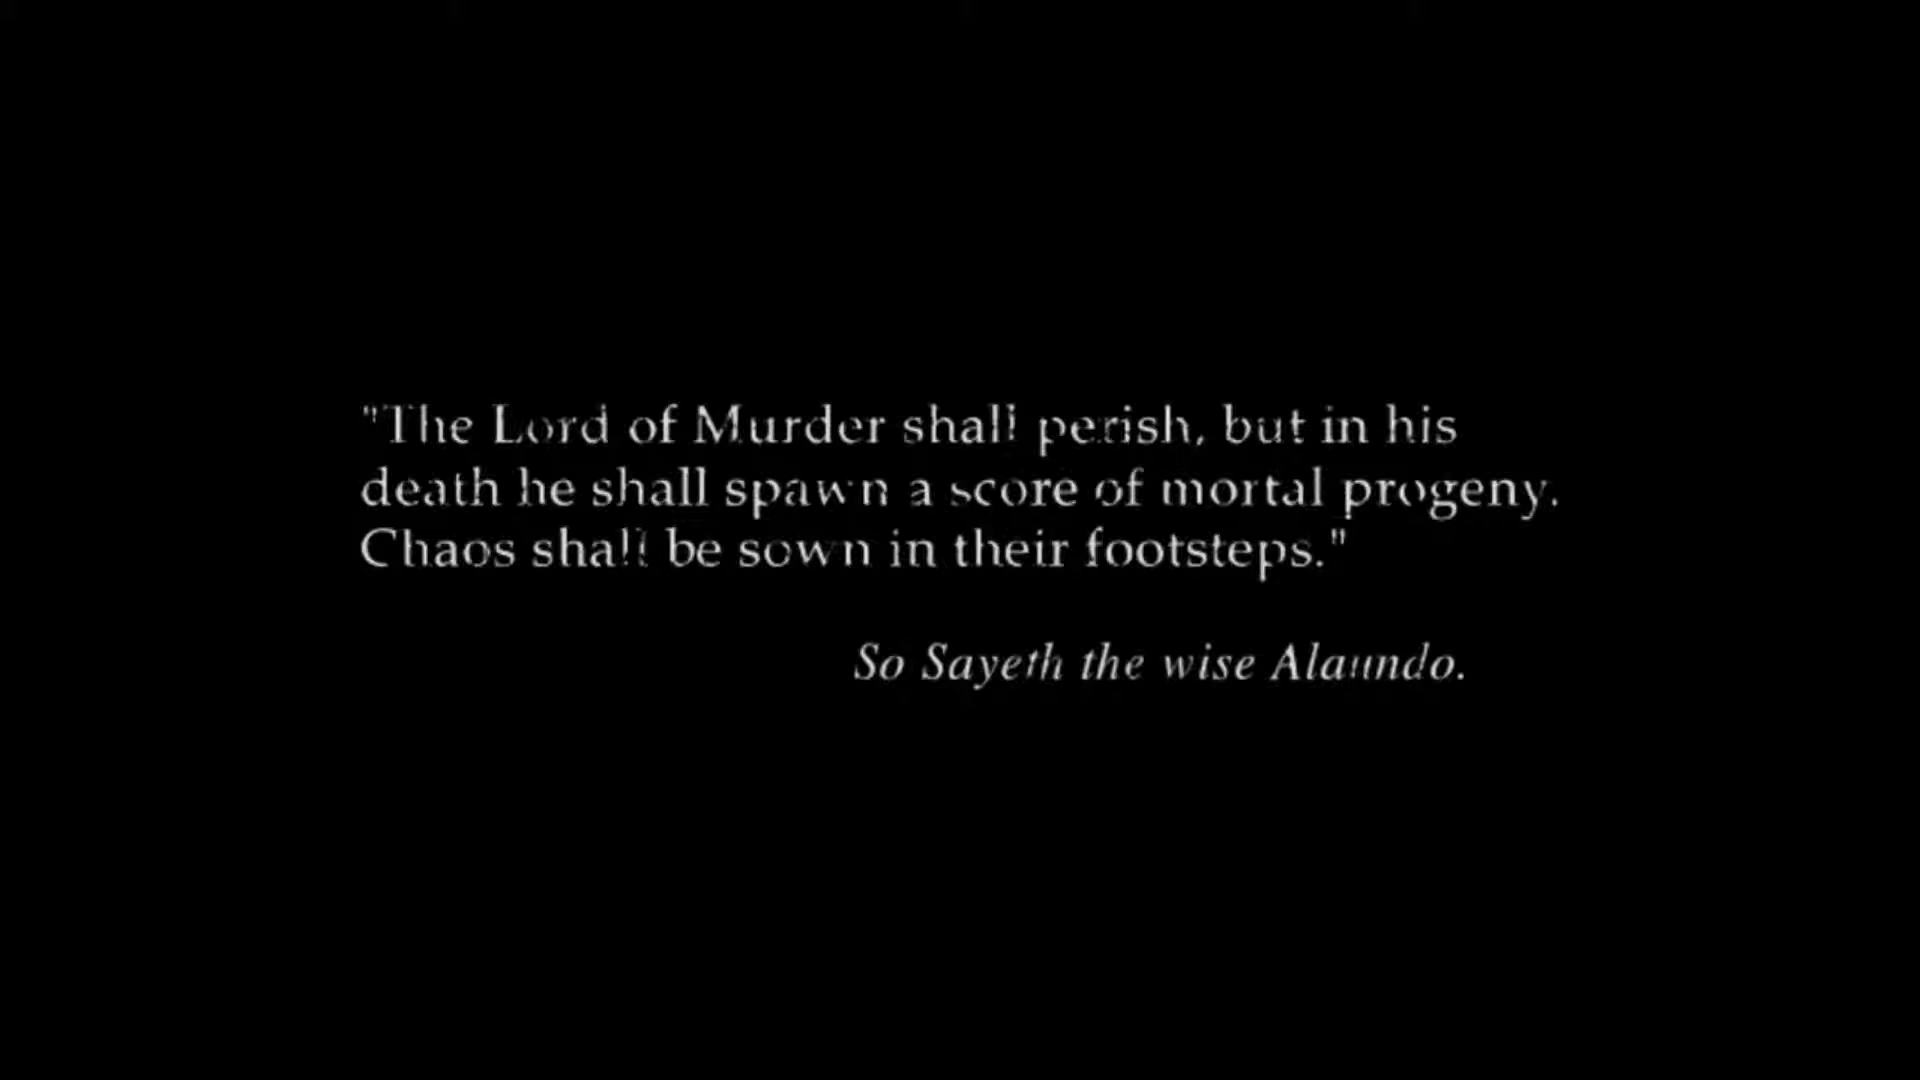 "The Lord of Murder shall perish, but in his
death he shall spawn a score of mortal progeny.
Chaos shall be sown in their footsteps."
So Sayeth the wise Alaundo.